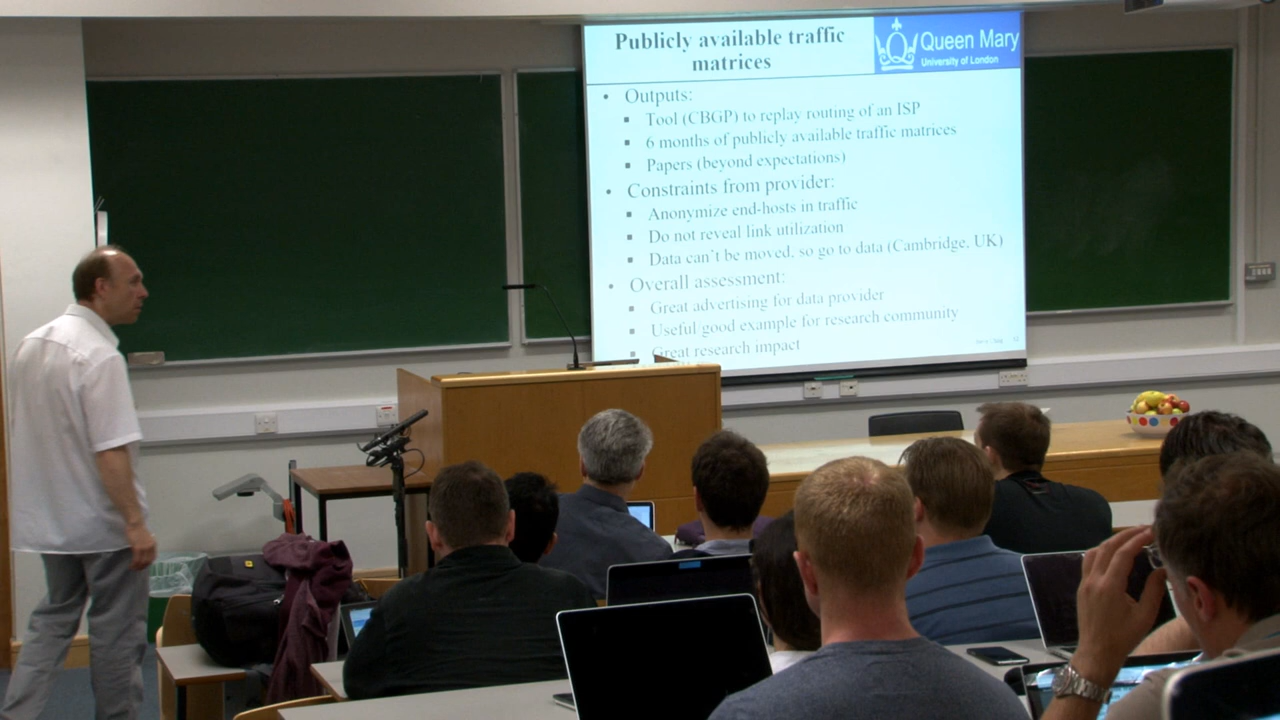 Publicly available traffic
matrices
Queen Mary
University of London
• Outputs:
▪ Tool (CBGP) to replay routing of an ISP
▪ 6 months of publicly available traffic matrices
▪ Papers (beyond expectations)
• Constraints from provider:
▪ Anonymize end-hosts in traffic
▪ Do not reveal link utilization
▪ Data can't be moved, so go to data (Cambridge, UK)
• Overall assessment:
▪ Great advertising for data provider
▪ Useful good example for research community
▪ Great research impact